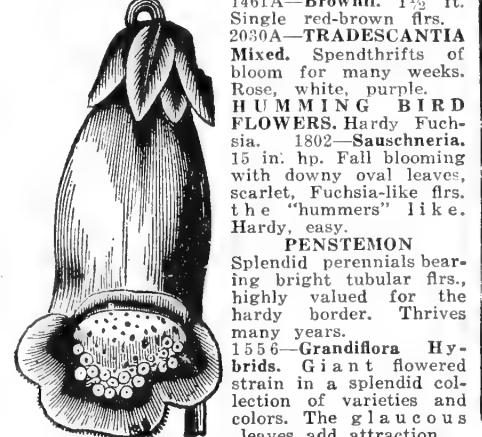 1461A—Brownii. 1½ ft.
Single red-brown flrs.
2030A—TRADESCANTIA
Mixed. Spendthrifts of
bloom for many weeks.
Rose, white, purple.
HUMMING BIRD
FLOWERS. Hardy Fuch-
sia. 1802—Sauschneria.
15 in. hp. Fall blooming
with downy oval leaves,
scarlet, Fuchsia-like flrs.
the "hummers" like.
Hardy, easy.
PENSTEMON
Splendid perennials bear-
ing bright tubular flrs.,
highly valued for the
hardy border. Thrives
many years.
1556—Grandiflora Hy-
brids. Giant flowered
strain in a splendid col-
lection of varieties and
colors. The glaucous
leaves add attraction.